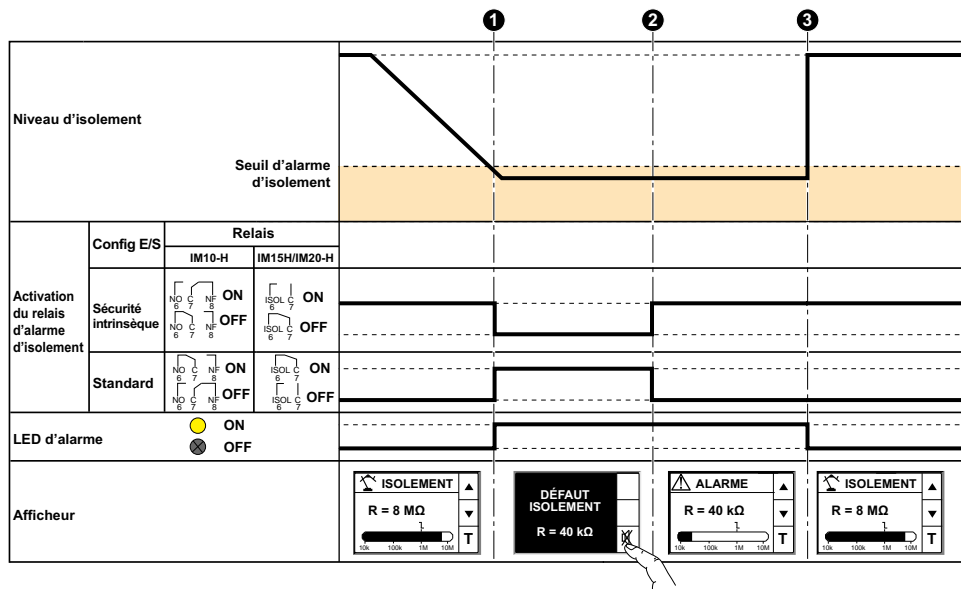 1 2 3
Niveau d'isolement
Seuil d'alarme
d'isolement
Activation
du relais
d'alarme
d'isolement
Config E/S
Relais
IM10-H
IM15H/IM20-H
Sécurité
intrinsèque
NO C NF ON
6 7 8
NO C NF OFF
6 7 8
ISOL C ON
6 7
ISOL C OFF
6 7
Standard
NO C NF ON
6 7 8
NO C NF OFF
6 7 8
ISOL C ON
6 7
ISOL C OFF
6 7
LED d'alarme
ON
OFF
Afficheur
ISOLEMENT
R = 8 MΩ
10k 100k 1M 10M
T
DÉFAUT
ISOLEMENT
R = 40 kΩ
ALARME
R = 40 kΩ
10k 100k 1M 10M
T
ISOLEMENT
R = 8 MΩ
10k 100k 1M 10M
T